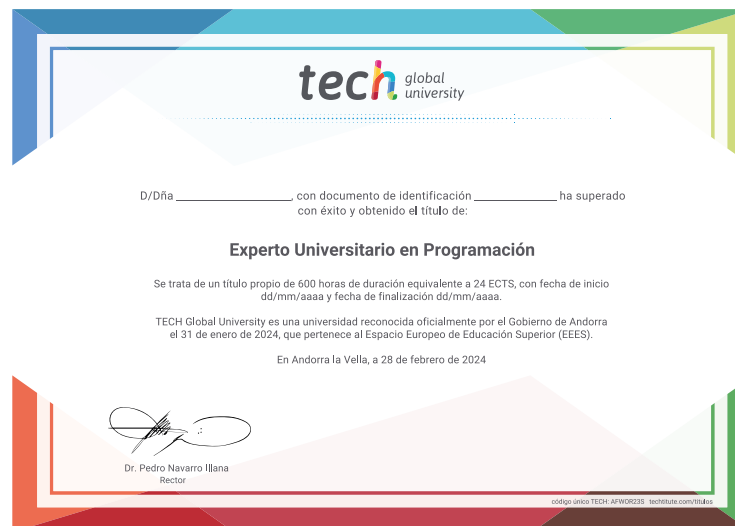 tech global university
D/Dña ____________________, con documento de identificación ______________ ha superado
con éxito y obtenido el título de:
Experto Universitario en Programación
Se trata de un título propio de 600 horas de duración equivalente a 24 ECTS, con fecha de inicio
dd/mm/aaaa y fecha de finalización dd/mm/aaaa.
TECH Global University es una universidad reconocida oficialmente por el Gobierno de Andorra
el 31 de enero de 2024, que pertenece al Espacio Europeo de Educación Superior (EEES).
En Andorra la Vella, a 28 de febrero de 2024
Dr. Pedro Navarro Illana
Rector
código único TECH: AFWOR23S techtitute.com/titulos